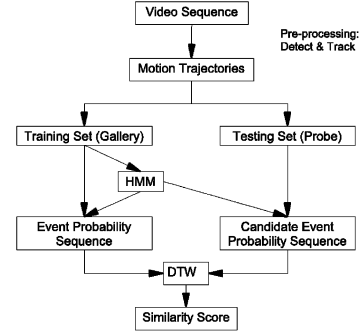 Video Sequence
Pre-processing:
Detect & Track
Motion Trajectories
Training Set (Gallery)
Testing Set (Probe)
HMM
Event Probability
Sequence
Candidate Event
Probability Sequence
DTW
Similarity Score